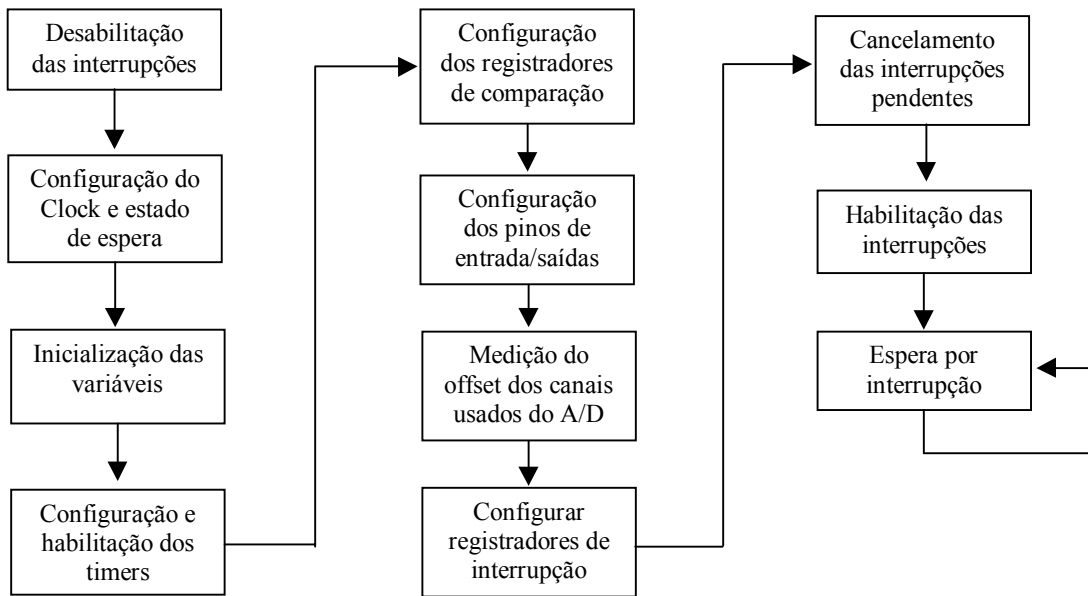 Desabilitação
das interrupções
Configuração do
Clock e estado
de espera
Inicialização das
variáveis
Configuração e
habilitação dos
timers
Configuração
dos registradores
de comparação
Configuração
dos pinos de
entrada/saídas
Medição do
offset dos canais
usados do A/D
Configurar
registradores de
interrupção
Cancelamento
das interrupções
pendentes
Habilitação das
interrupções
Espera por
interrupção